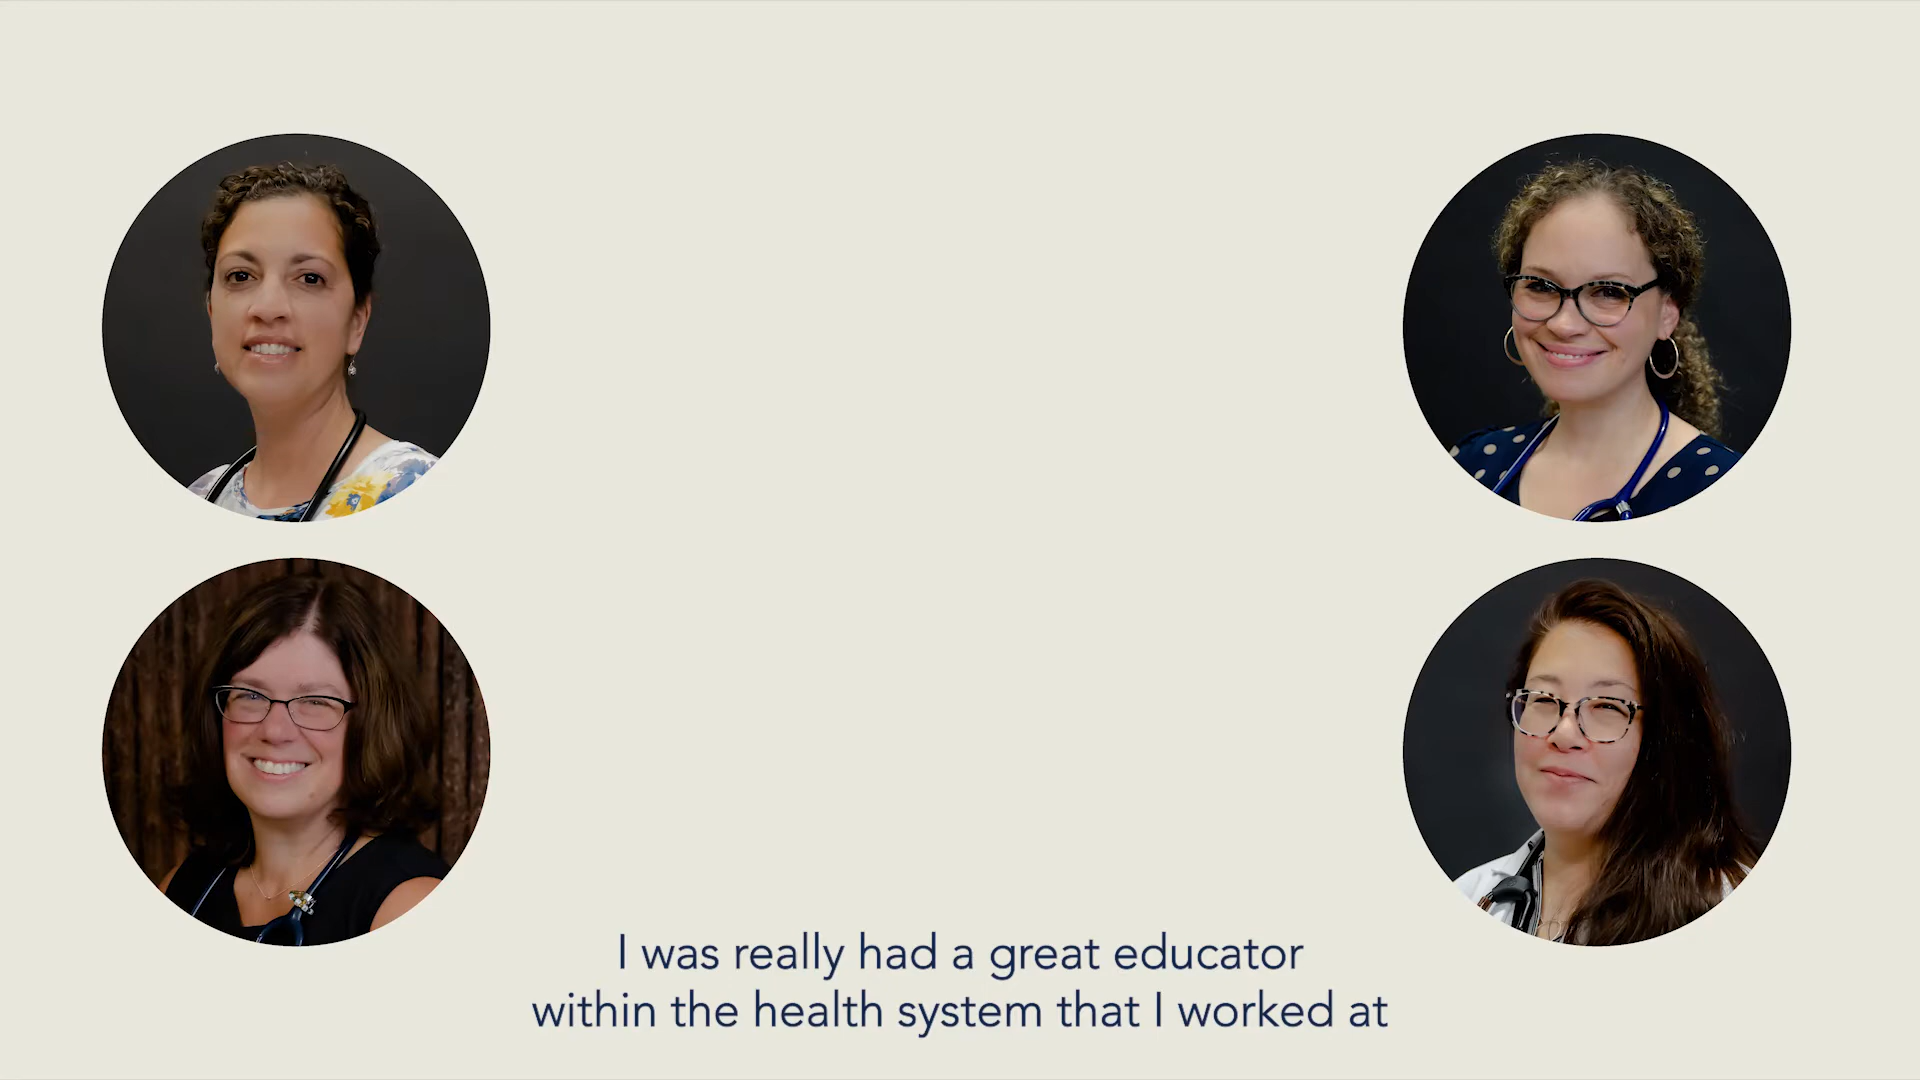 I was really had a great educator
within the health system that I worked at